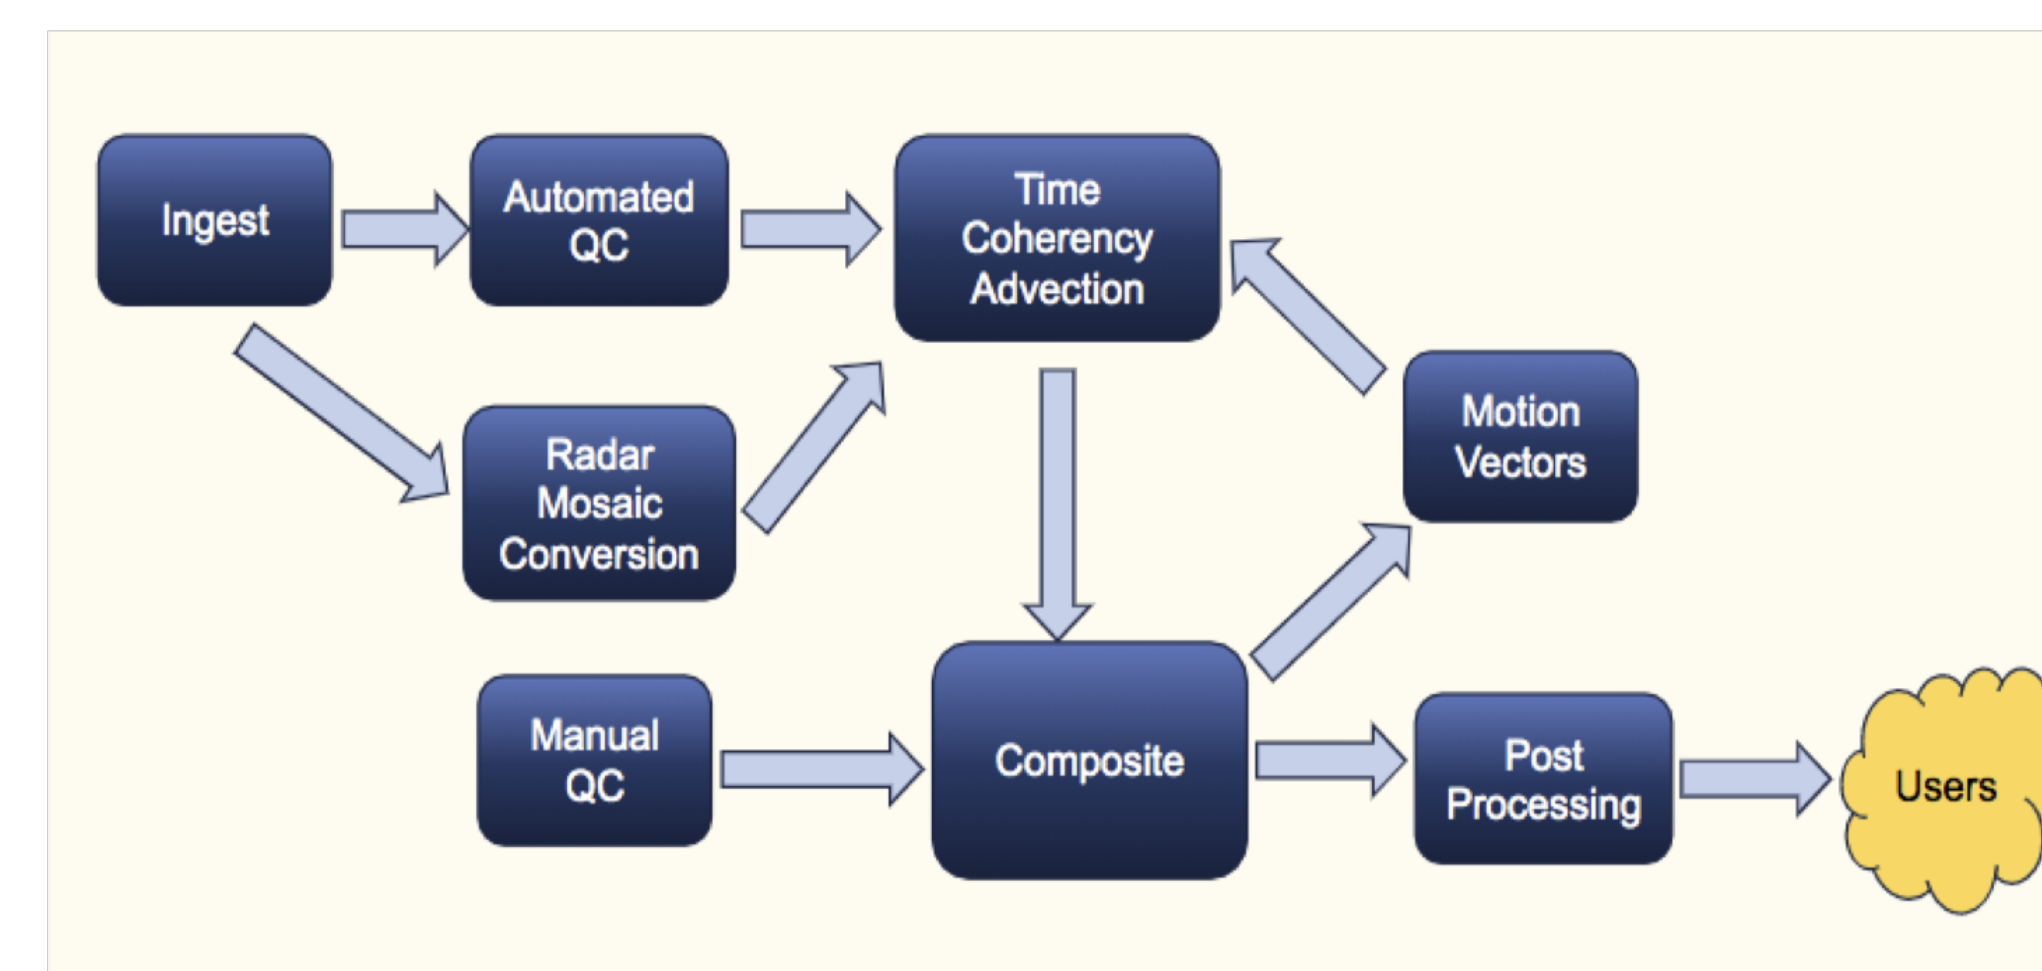 Ingest
Automated
QC
Time
Coherency
Advection
Radar
Mosaic
Conversion
Motion
Vectors
Manual
QC
Composite
Post
Processing
Users